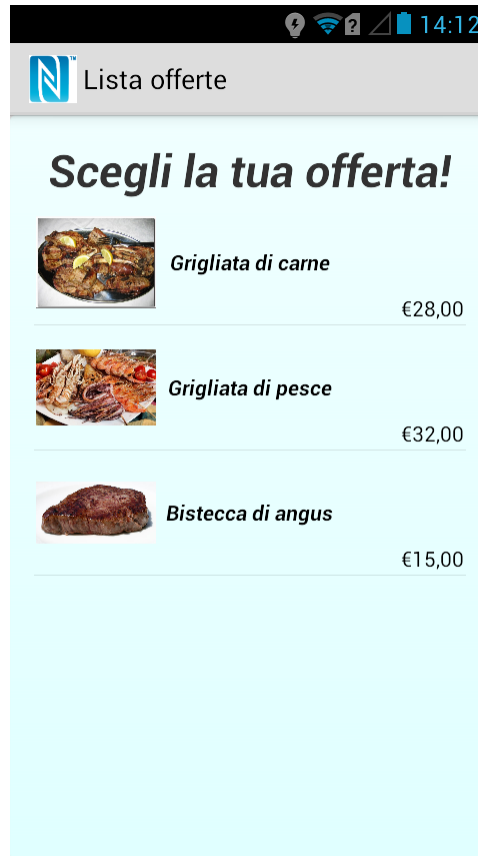 14:12
Lista offerte
Scegli la tua offerta!
Grigliata di carne
€28,00
Grigliata di pesce
€32,00
Bistecca di angus
€15,00